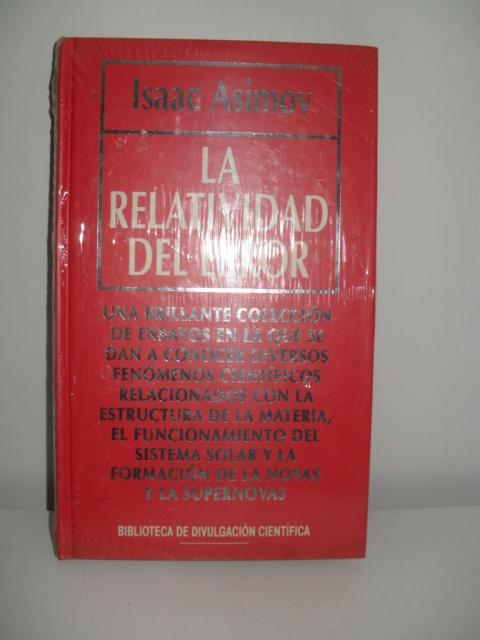 Isaac Asimov
LA
RELATIVIDAD
DEL ERROR
UNA BRILLANTE COLECCIÓN
DE ENSAYOS EN LA QUE SE
DAN A CONOCER DIVERSOS
FENÓMENOS CIENTÍFICOS
RELACIONADOS CON LA
ESTRUCTURA DE LA MATERIA,
EL FUNCIONAMIENTO DEL
SISTEMA SOLAR Y LA
FORMACIÓN DE LA NOVAS
Y LA SUPERNOVAS
BIBLIOTECA DE DIVULGACIÓN CIENTÍFICA